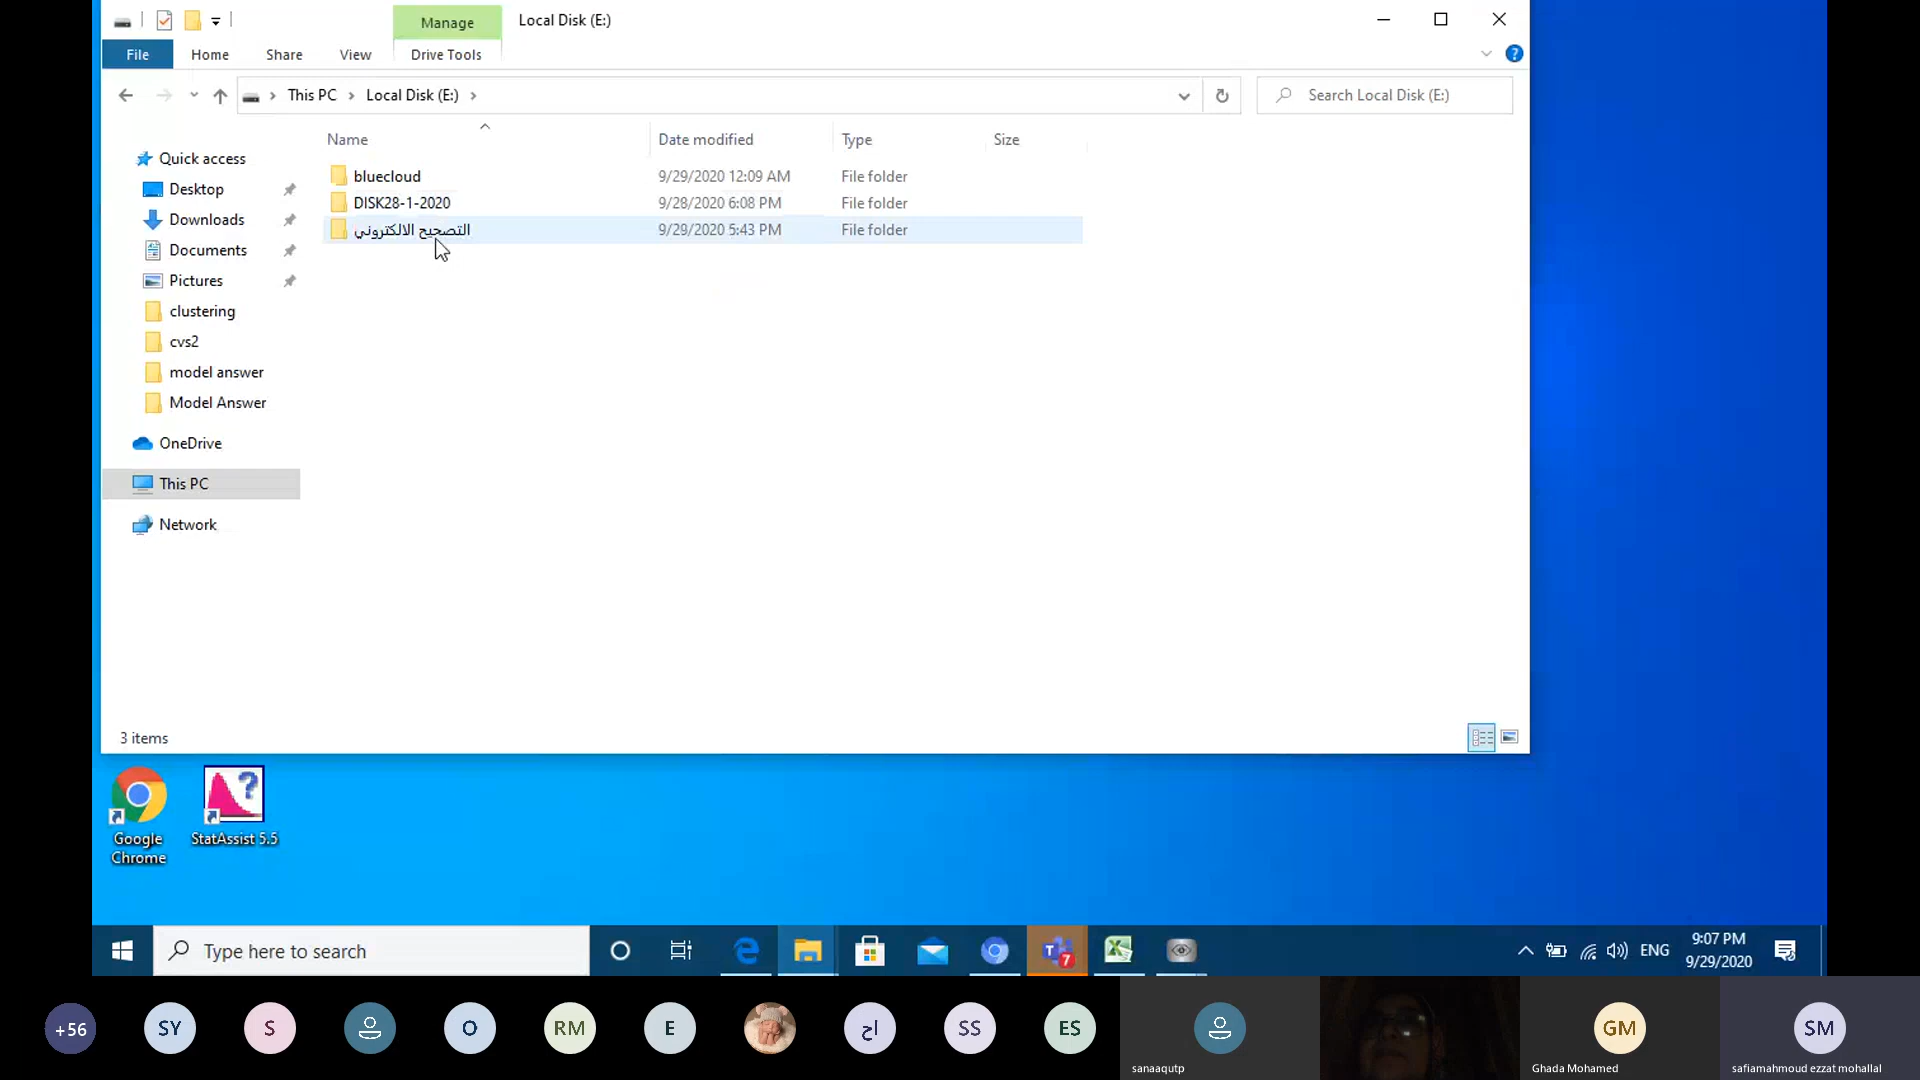 Manage
Local Disk (E:)
File
Home
Share
View
Drive Tools
This PC
Local Disk (E:)
Search Local Disk (E:)
Name
Date modified
Type
Size
Quick access
Desktop
Downloads
Documents
Pictures
clustering
cvs2
model answer
Model Answer
OneDrive
This PC
Network
bluecloud 9/29/2020 12:09 AM File folder
DISK28-1-2020 9/28/2020 6:08 PM File folder
التصحيح الالكتروني 9/29/2020 5:43 PM File folder
3 items
Google Chrome
StatAssist 5.5
Type here to search
7
ENG
9:07 PM
9/29/2020
+56
SY
S
O
RM
E
اح
SS
ES
GM
SM
sanaaqutp
Ghada Mohamed
safiamahmoud ezzat mohallal